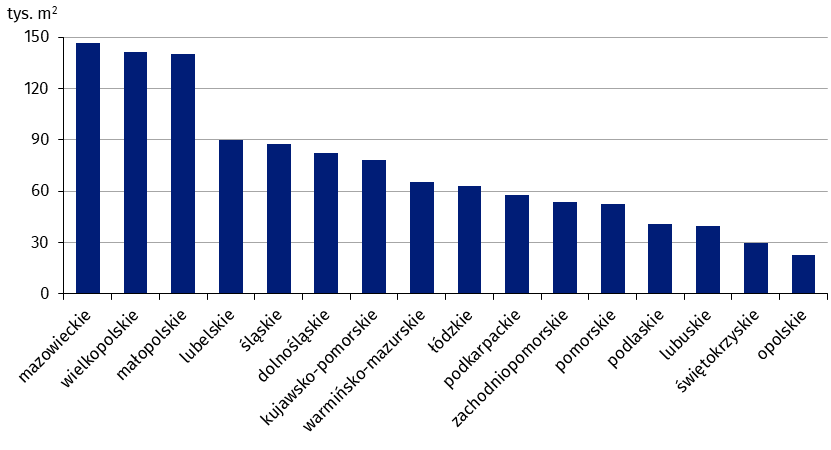 tys. m²
150
120
90
60
30
0
mazowieckie
wielkopolskie
małopolskie
lubelskie
śląskie
dolnośląskie
kujawsko-pomorskie
warmińsko-mazurskie
łódzkie
podkarpackie
zachodniopomorskie
pomorskie
podlaskie
lubuskie
świętokrzyskie
opolskie